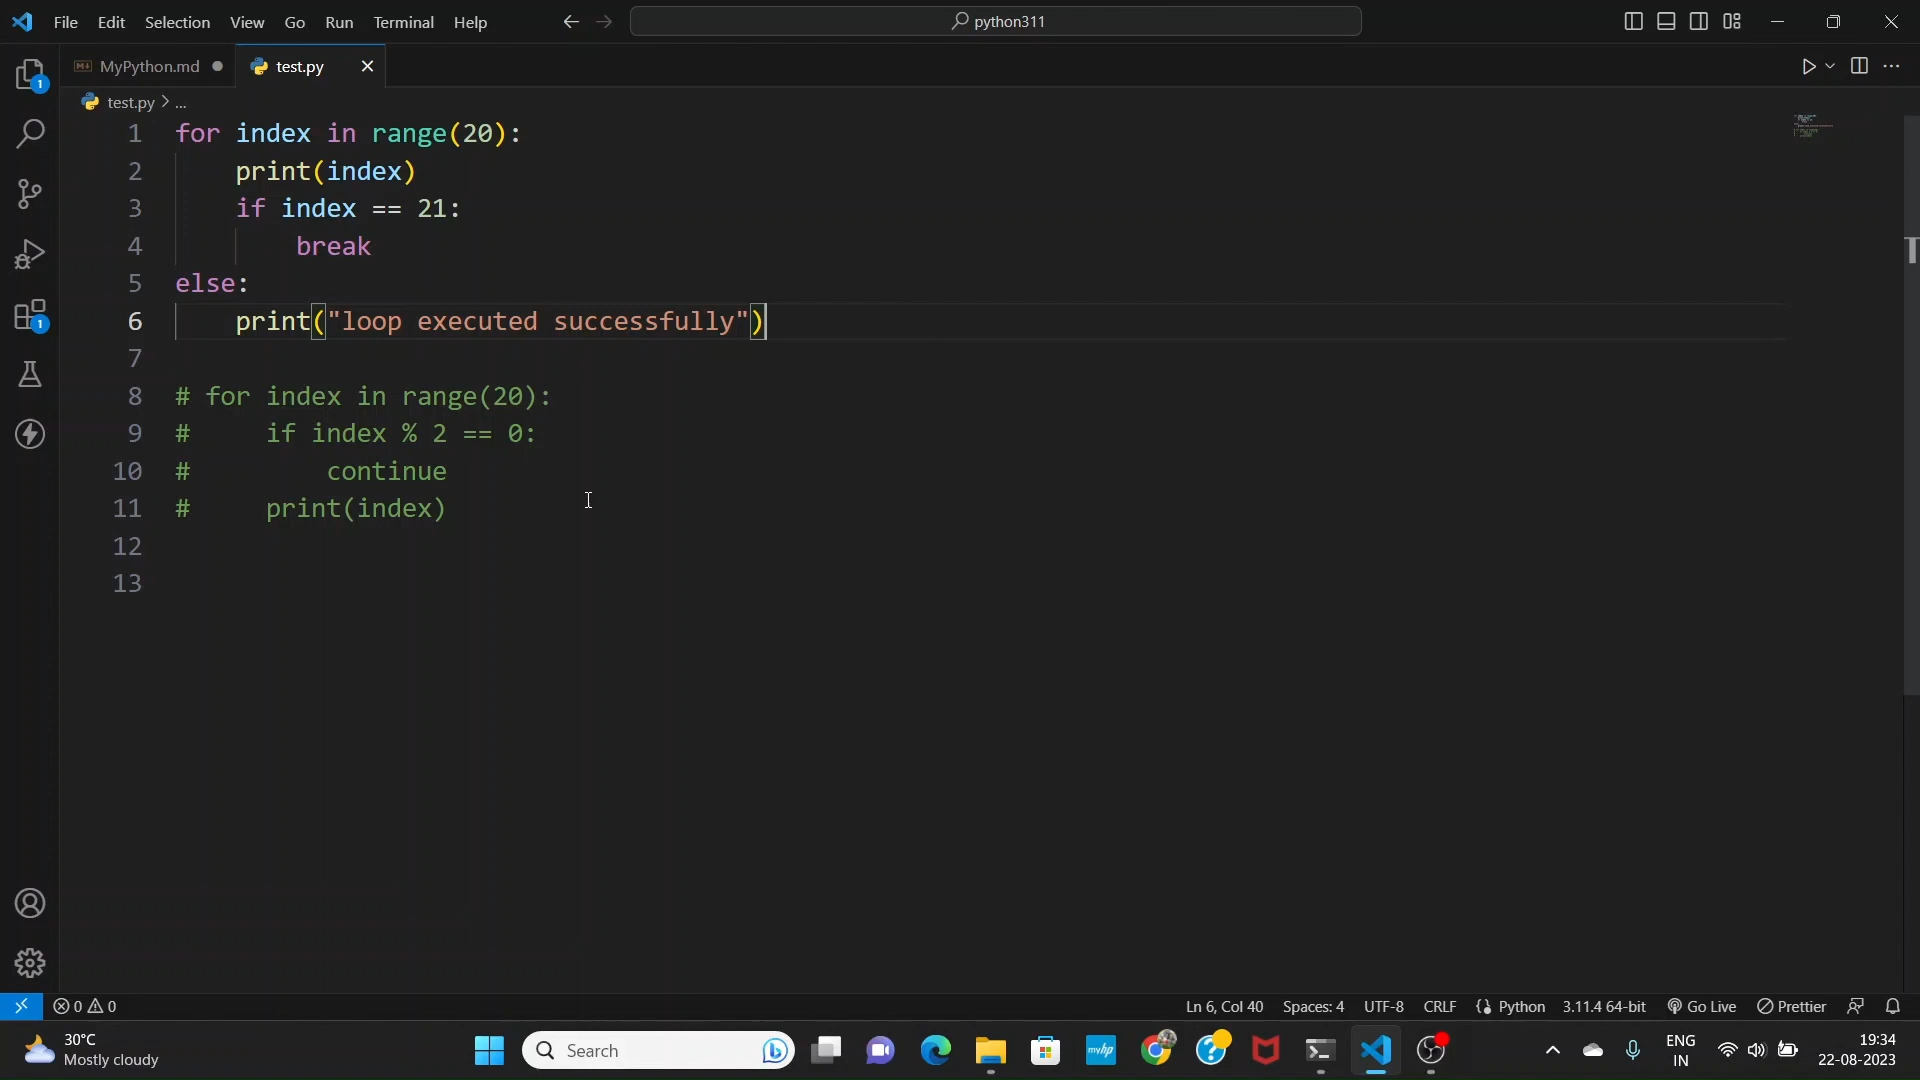 File Edit Selection View Go Run Terminal Help
python311
MyPython.md
test.py
test.py > ...
1 for index in range(20):
2     print(index)
3     if index == 21:
4         break
5 else:
6     print("loop executed successfully")
7
8 # for index in range(20):
9 #     if index % 2 == 0:
10 #         continue
11 #     print(index)
12
13
1
1
0 0
Ln 6, Col 40 Spaces: 4 UTF-8 CRLF Python 3.11.4 64-bit Go Live Prettier
30°C
Mostly cloudy
Search
myhp
ENG
IN
19:34
22-08-2023